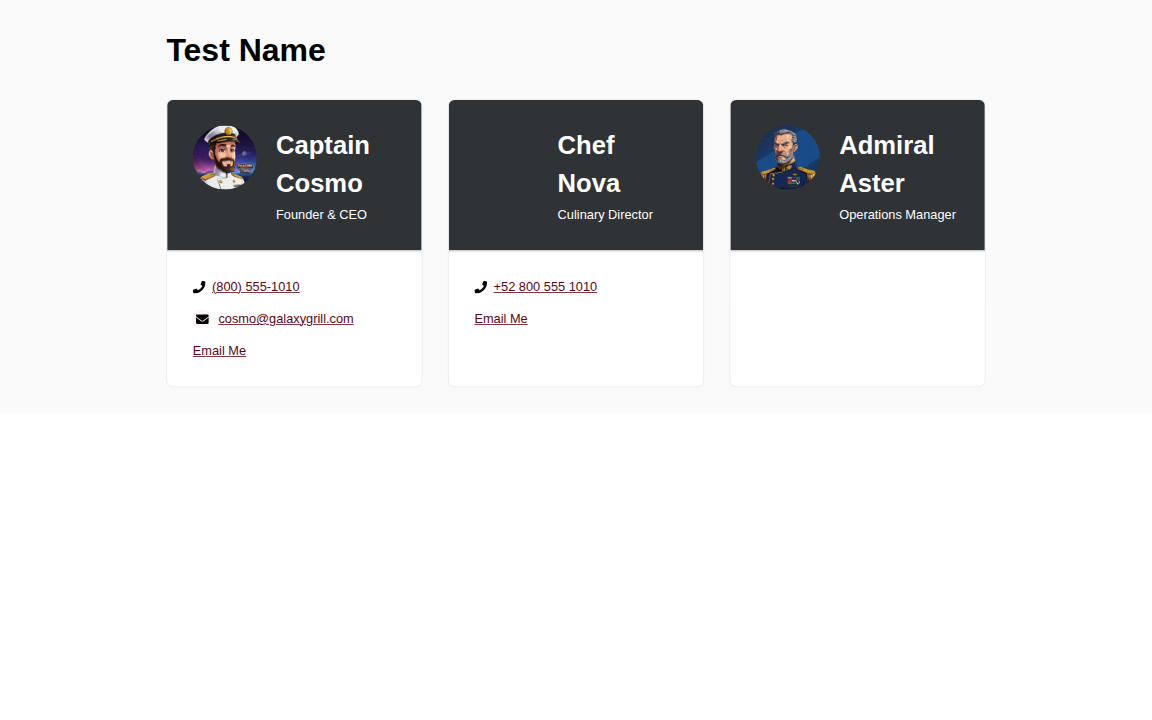 Test Name
Captain
Cosmo
Founder & CEO
(800) 555-1010
cosmo@galaxygrill.com
Email Me
Chef
Nova
Culinary Director
+52 800 555 1010
Email Me
Admiral
Aster
Operations Manager